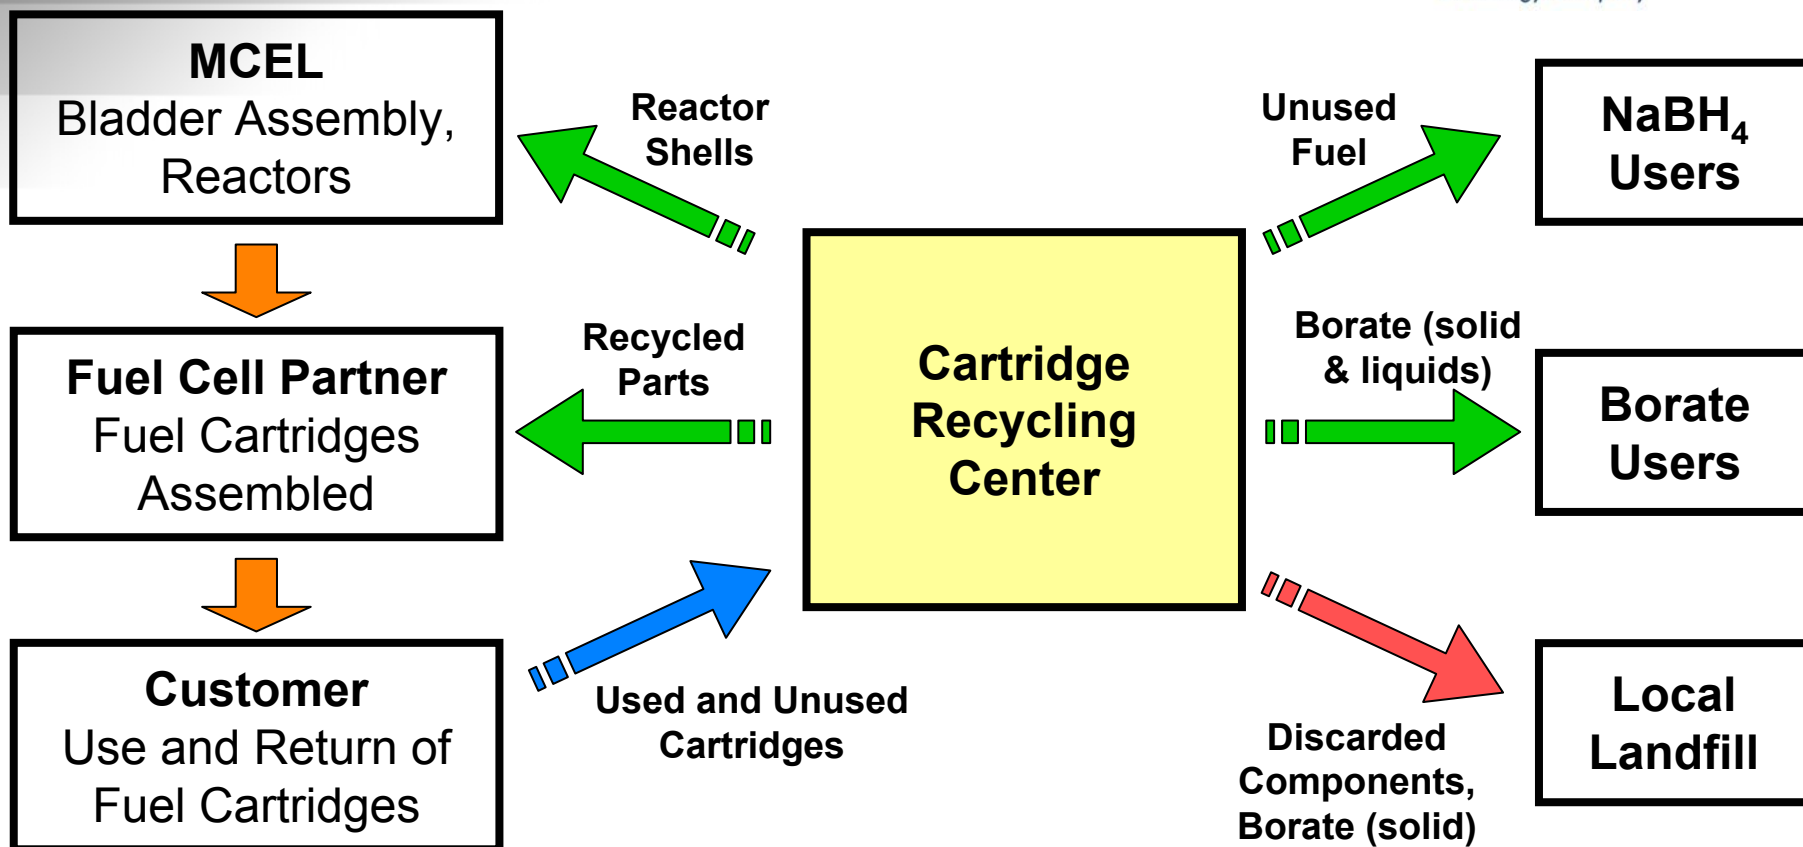 MCEL
Bladder Assembly,
Reactors
Reactor
Shells
Unused
Fuel
NaBH₄
Users
Fuel Cell Partner
Fuel Cartridges
Assembled
Recycled
Parts
Cartridge
Recycling
Center
Borate (solid
& liquids)
Borate
Users
Customer
Use and Return of
Fuel Cartridges
Used and Unused
Cartridges
Discarded
Components,
Borate (solid)
Local
Landfill